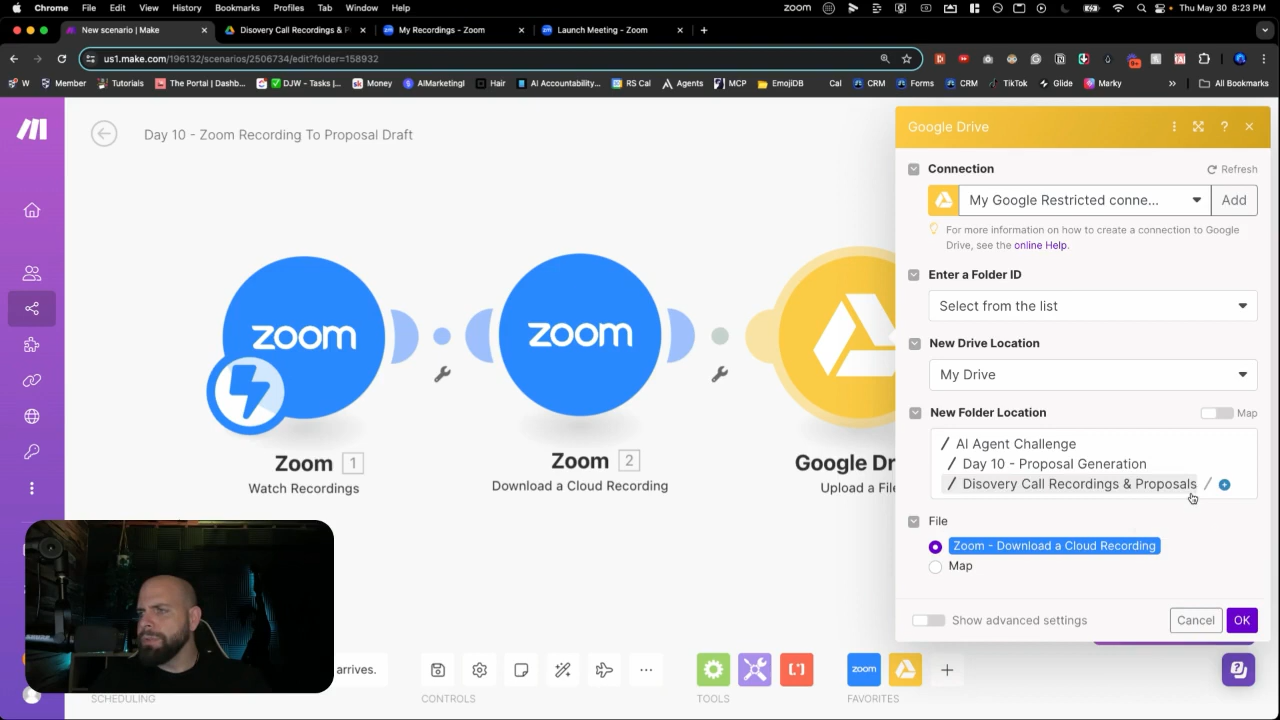 Chrome File Edit View History Bookmarks Profiles Tab Window Help
zoom Thu May 30 8:23 PM
New scenario | Make
Disovery Call Recordings & P
My Recordings - Zoom
Launch Meeting - Zoom
us1.make.com/196132/scenarios/2506734/edit?folder=158932
W Member Tutorials The Portal | Dashb... DJW - Tasks |... Money AIMarketingI Hair AI Accountability... RS Cal Agents MCP EmojiDB Cal CRM Forms CRM TikTok Glide Marky » All Bookmarks
Day 10 - Zoom Recording To Proposal Draft
zoom
Zoom 1
Watch Recordings
zoom
Zoom 2
Download a Cloud Recording
Google Dr
Upload a File
Google Drive
Connection
Refresh
My Google Restricted conne...
Add
For more information on how to create a connection to Google
Drive, see the online Help.
Enter a Folder ID
Select from the list
New Drive Location
My Drive
New Folder Location
Map
/ AI Agent Challenge
/ Day 10 - Proposal Generation
/ Disovery Call Recordings & Proposals /
File
Zoom - Download a Cloud Recording
Map
Show advanced settings
Cancel
OK
arrives.
SCHEDULING
CONTROLS
TOOLS
zoom
FAVORITES